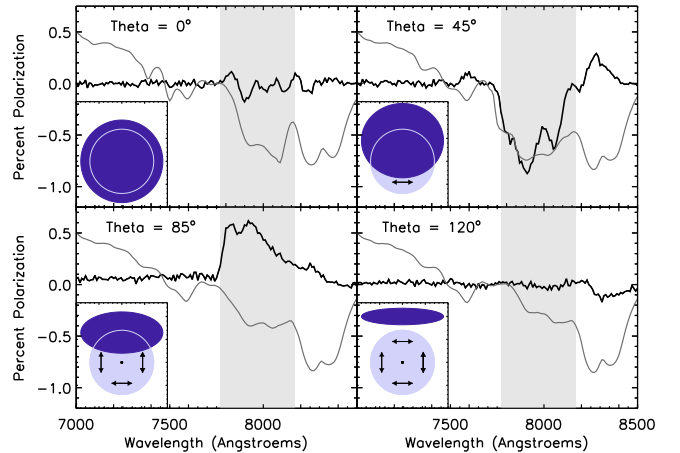 Theta = 0°
Theta = 45°
Percent Polarization
0.5
0.0
−0.5
−1.0
Theta = 85°
Theta = 120°
Percent Polarization
0.5
0.0
−0.5
−1.0
7000 7500 8000
7500 8000 8500
Wavelength (Angstroems)
Wavelength (Angstroems)